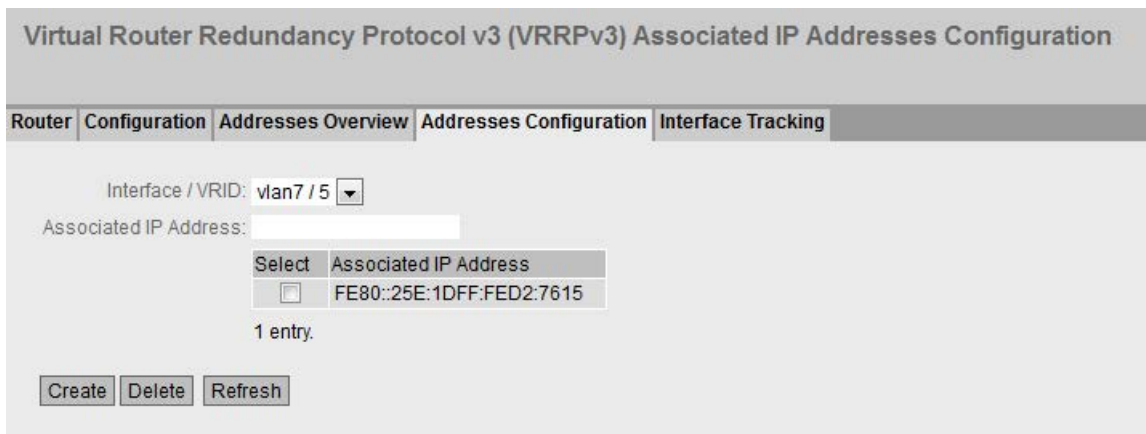 Virtual Router Redundancy Protocol v3 (VRRPv3) Associated IP Addresses Configuration
Router Configuration Addresses Overview Addresses Configuration Interface Tracking
Interface / VRID: vlan7 / 5
Associated IP Address:
Select Associated IP Address
FE80::25E:1DFF:FED2:7615
1 entry.
Create Delete Refresh